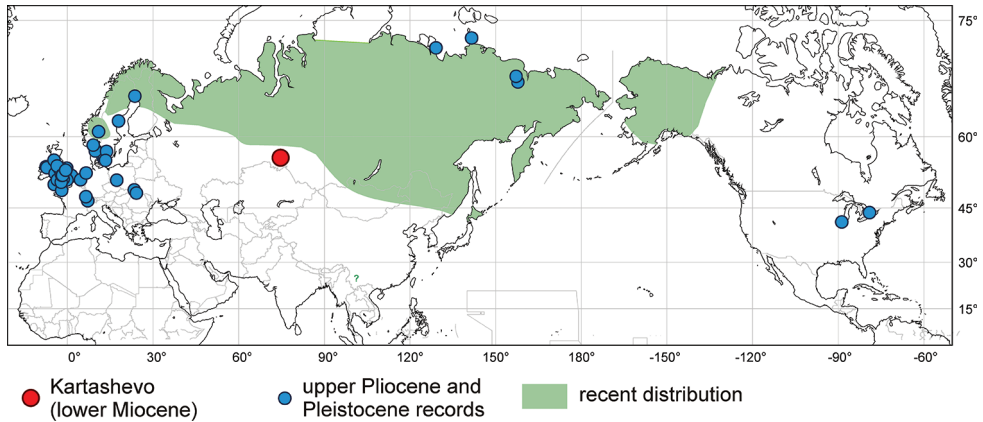 75°
60°
45°
30°
15°
?
0° 30° 60° 90° 120° 150° 180° -150° -120° -90° -60°
Kartashevo
(lower Miocene)
upper Pliocene and
Pleistocene records
recent distribution